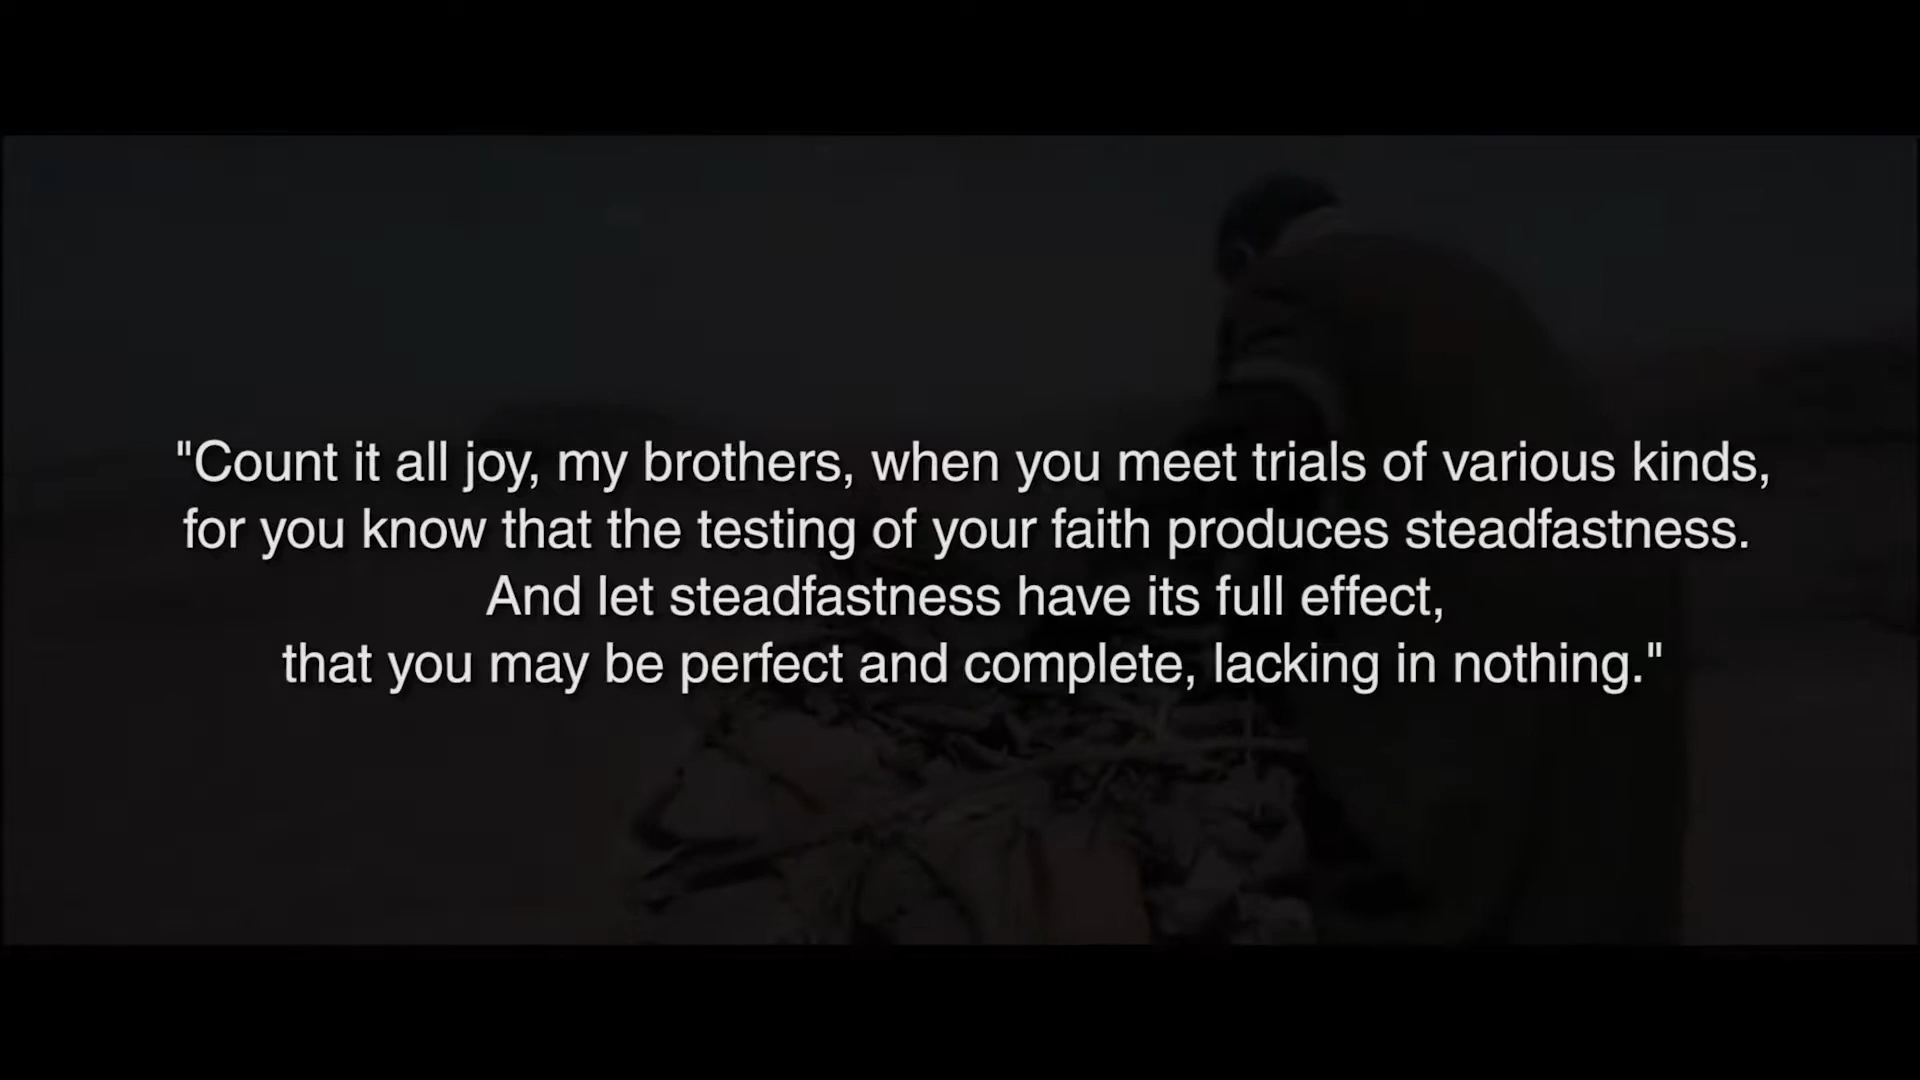 "Count it all joy, my brothers, when you meet trials of various kinds,
for you know that the testing of your faith produces steadfastness.
And let steadfastness have its full effect,
that you may be perfect and complete, lacking in nothing."